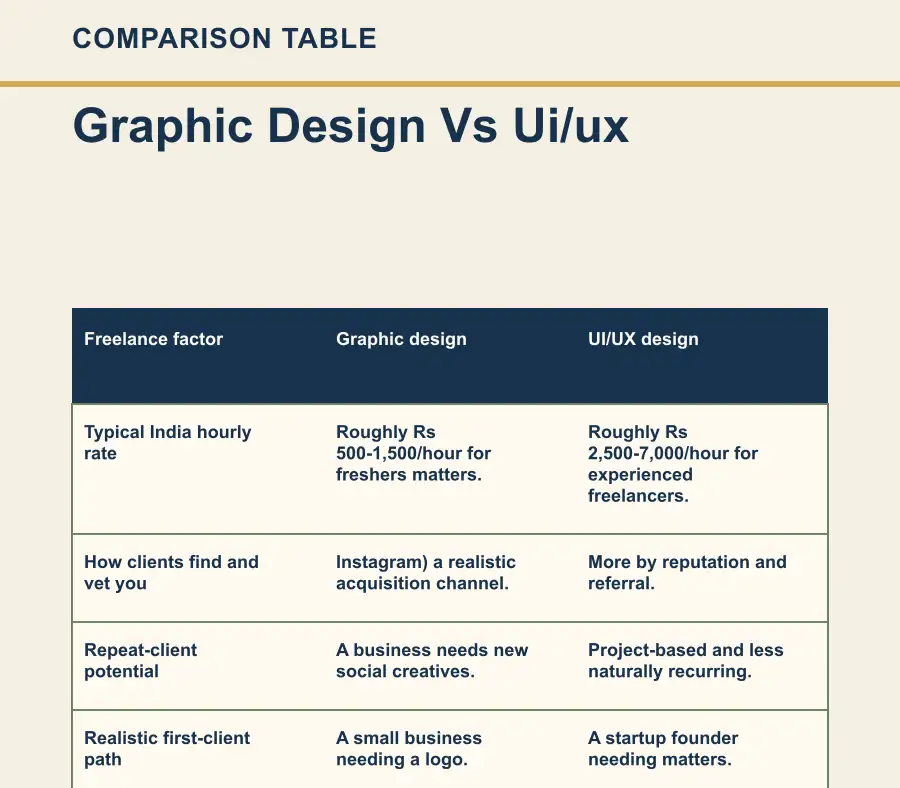 COMPARISON TABLE
Graphic Design Vs Ui/ux
Freelance factor
Graphic design
UI/UX design
Typical India hourly
rate
Roughly Rs
500-1,500/hour for
freshers matters.
Roughly Rs
2,500-7,000/hour for
experienced
freelancers.
How clients find and
vet you
Instagram) a realistic
acquisition channel.
More by reputation and
referral.
Repeat-client
potential
A business needs new
social creatives.
Project-based and less
naturally recurring.
Realistic first-client
path
A small business
needing a logo.
A startup founder
needing matters.